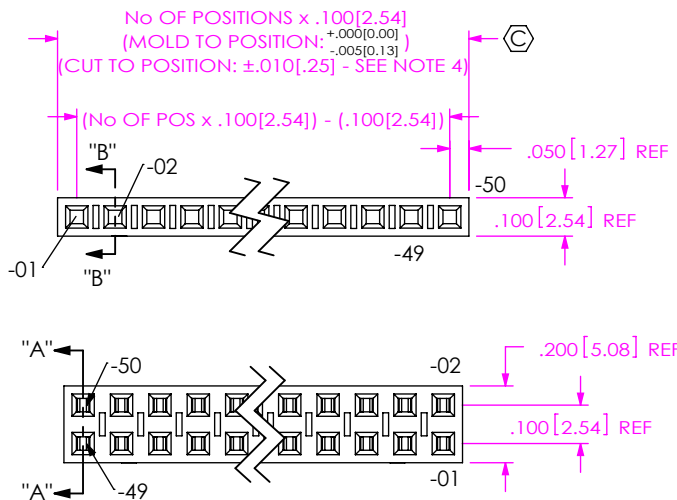 No OF POSITIONS x .100[2.54]
(MOLD TO POSITION: +.000[0.00] -.005[0.13] )
(CUT TO POSITION: ±.010[.25] - SEE NOTE 4)
C
(No OF POS x .100[2.54]) - (.100[2.54])
.050[1.27] REF
"B"
-02
-50
.100[2.54] REF
-01
"B"
-49
"A"
-50
-02
.200[5.08] REF
.100[2.54] REF
"A"
-49
-01